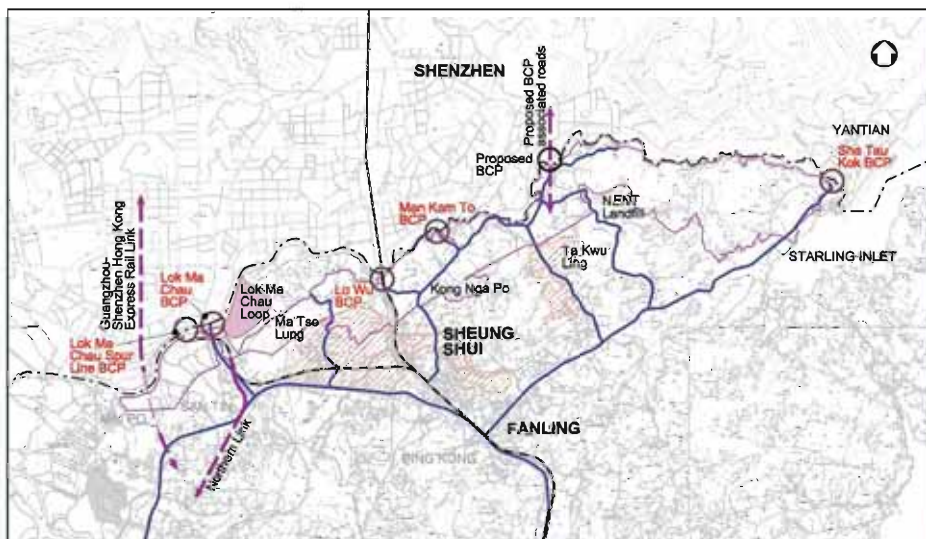 SHENZHEN
Proposed BCP
associated roads
YANTIAN
Proposed
BCP
Sha Tau
Kok BCP
Guangzhou-
Shenzhen Hong Kong
Express Rail Link
Man Kam To
BCP
NENT
Landfill
Ta Kwu
Ling
STARLING INLET
Lok Ma
Chau
BCP
Lok Ma
Chau
Loop
Lo Wu
BCP
Kong Nga Po
Ma Tso
Lung
SHEUNG
SHUI
Lok Ma
Chau Spur
Line BCP
FANLING
Northern Link